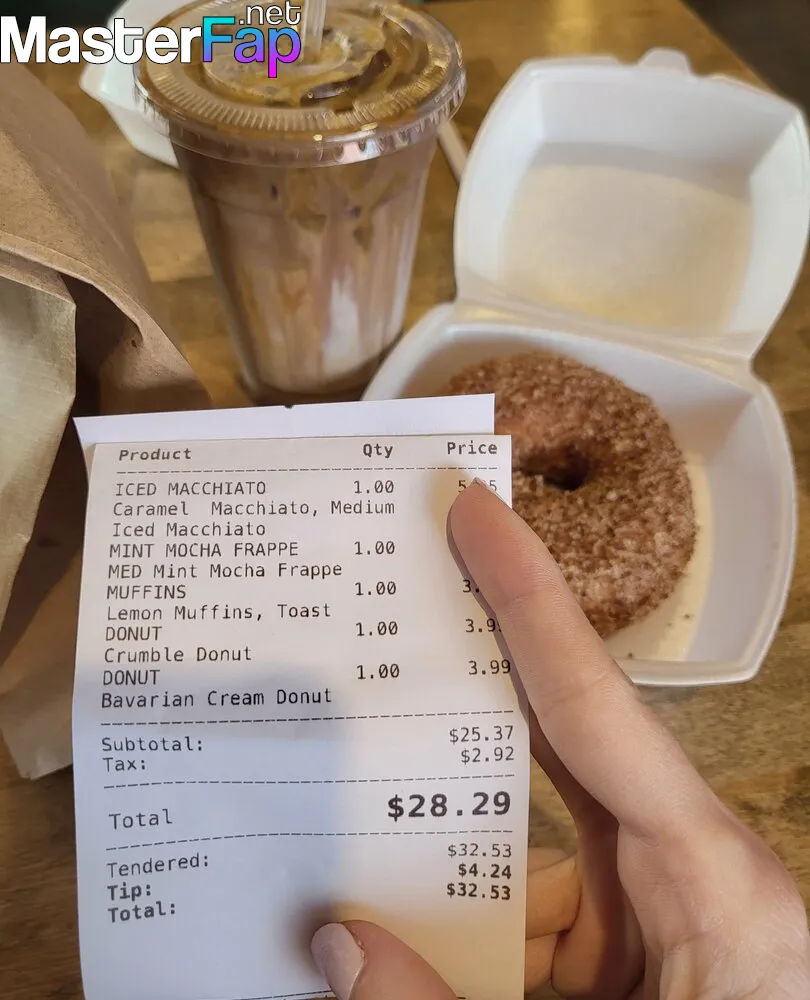 MasterFap.net
Product Qty Price
ICED MACCHIATO 1.00
Caramel Macchiato, Medium
Iced Macchiato
MINT MOCHA FRAPPE 1.00
MED Mint Mocha Frappe
MUFFINS 1.00
Lemon Muffins, Toast
DONUT 1.00
Crumble Donut
DONUT 1.00 3.99
Bavarian Cream Donut
Subtotal: $25.37
Tax: $2.92
Total $28.29
Tendered: $32.53
Tip: $4.24
Total: $32.53